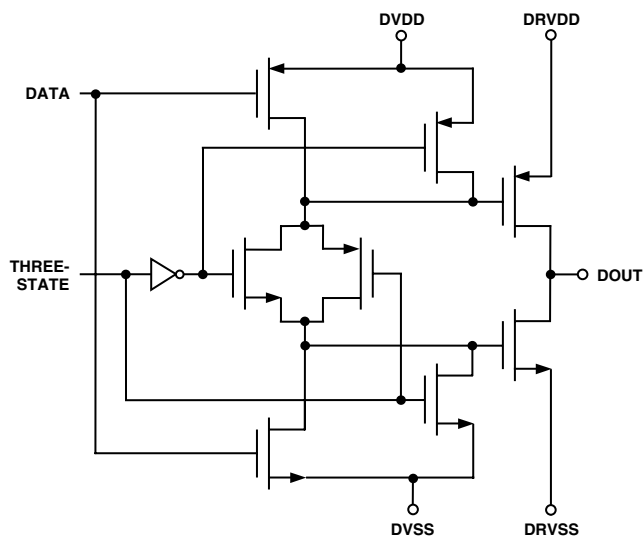 DVDD
DRVDD
DATA
THREE-
STATE
DOUT
DVSS
DRVSS